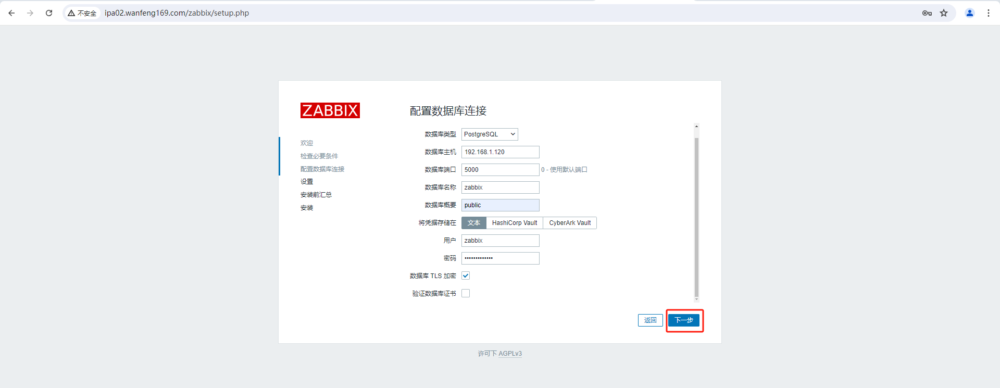 不安全 ipa02.wanfeng169.com/zabbix/setup.php
ZABBIX
欢迎
检查必要条件
配置数据库连接
设置
安装前汇总
安装
配置数据库连接
数据库类型 PostgreSQL
数据库主机 192.168.1.120
数据库端口 5000 0 - 使用默认端口
数据库名称 zabbix
数据库概要 public
将凭据存储在 文本 HashiCorp Vault CyberArk Vault
用户 zabbix
密码 •••••••••••••
数据库 TLS 加密
验证数据库证书
返回 下一步
许可下 AGPLv3